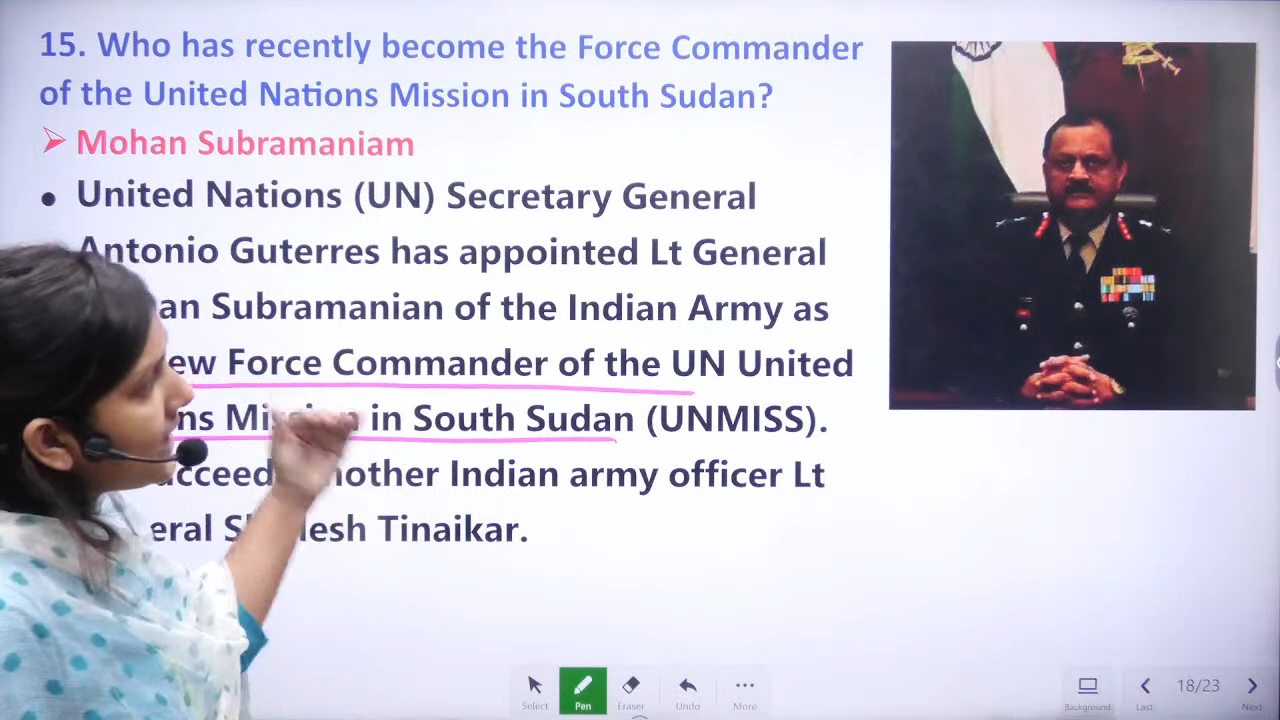 15. Who has recently become the Force Commander
of the United Nations Mission in South Sudan?
➢ Mohan Subramaniam
• United Nations (UN) Secretary General
Antonio Guterres has appointed Lt General
an Subramanian of the Indian Army as
ew Force Commander of the UN United
ns Mission in South Sudan (UNMISS).
another Indian army officer Lt
eral Tinaikar.
Select
Pen
Eraser
Undo
More
Background
Last
18/23
Next